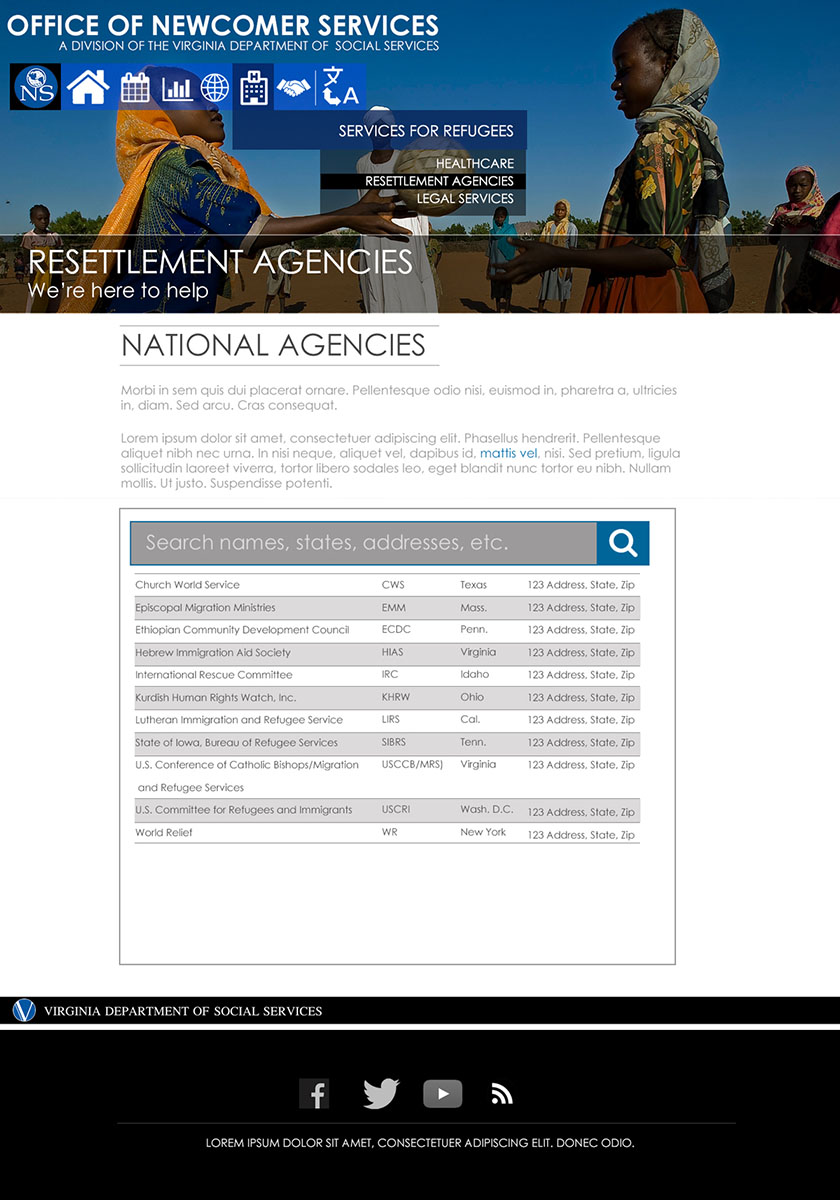 OFFICE OF NEWCOMER SERVICES
A DIVISION OF THE VIRGINIA DEPARTMENT OF SOCIAL SERVICES
NS
A
SERVICES FOR REFUGEES
HEALTHCARE
RESETTLEMENT AGENCIES
LEGAL SERVICES
RESETTLEMENT AGENCIES
We're here to help
NATIONAL AGENCIES
Morbi in sem quis dui placerat ornare. Pellentesque odio nisi, euismod in, pharetra a, ultricies
in, diam. Sed arcu. Cras consequat.
Lorem ipsum dolor sit amet, consectetuer adipiscing elit. Phasellus hendrerit. Pellentesque
aliquet nibh nec urna. In nisi neque, aliquet vel, dapibus id, mattis vel, nisi. Sed pretium, ligula
sollicitudin laoreet viverra, tortor libero sodales leo, eget blandit nunc tortor eu nibh. Nullam
mollis. Ut justo. Suspendisse potenti.
Search names, states, addresses, etc.
Church World Service CWS Texas 123 Address, State, Zip
Episcopal Migration Ministries EMM Mass. 123 Address, State, Zip
Ethiopian Community Development Council ECDC Penn. 123 Address, State, Zip
Hebrew Immigration Aid Society HIAS Virginia 123 Address, State, Zip
International Rescue Committee IRC Idaho 123 Address, State, Zip
Kurdish Human Rights Watch, Inc. KHRW Ohio 123 Address, State, Zip
Lutheran Immigration and Refugee Service LIRS Cal. 123 Address, State, Zip
State of Iowa, Bureau of Refugee Services SIBRS Tenn. 123 Address, State, Zip
U.S. Conference of Catholic Bishops/Migration USCCB/MRS) Virginia 123 Address, State, Zip
and Refugee Services
U.S. Committee for Refugees and Immigrants USCRI Wash. D.C. 123 Address, State, Zip
World Relief WR New York 123 Address, State, Zip
VIRGINIA DEPARTMENT OF SOCIAL SERVICES
LOREM IPSUM DOLOR SIT AMET, CONSECTETUER ADIPISCING ELIT. DONEC ODIO.